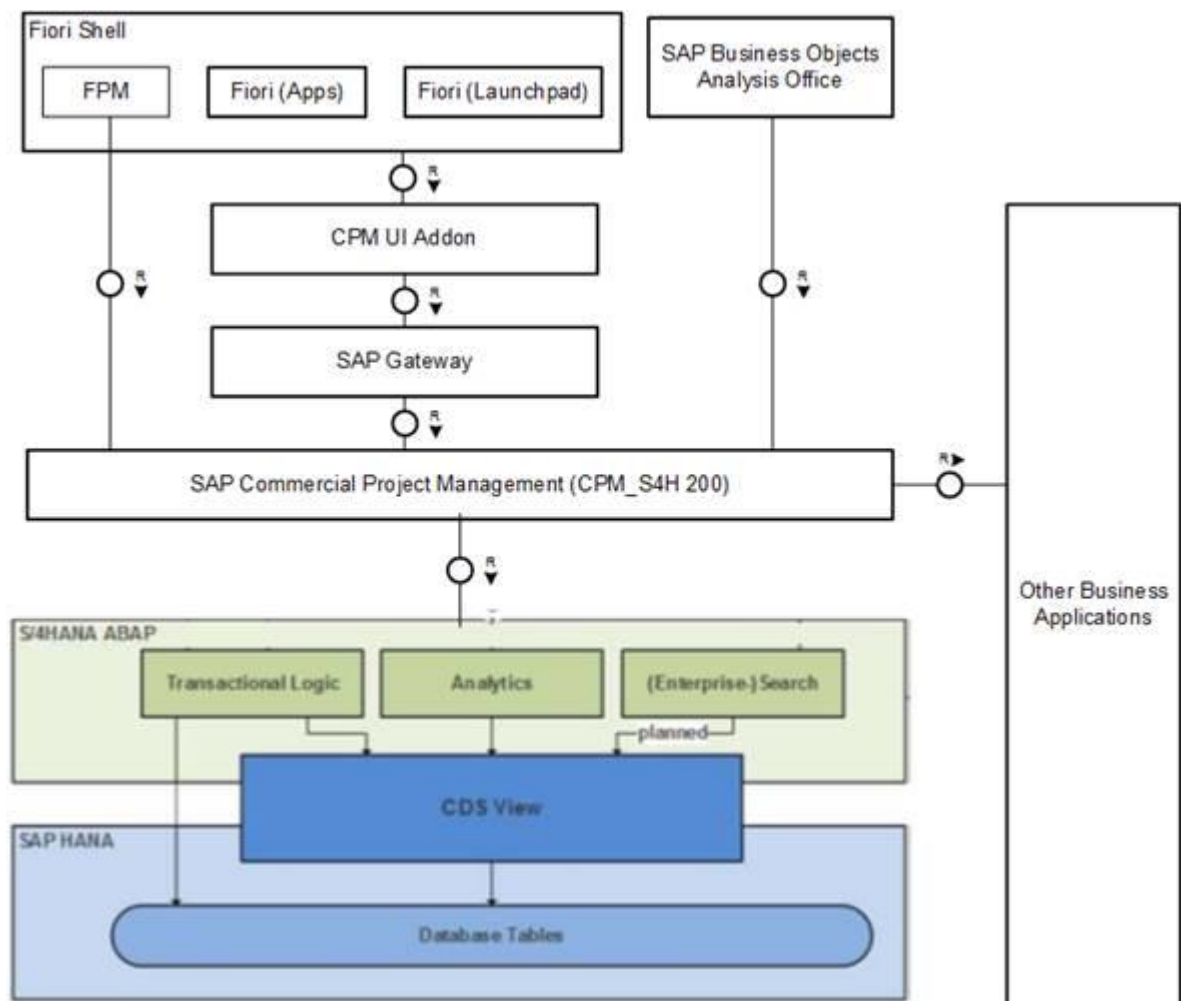 Fiori Shell
FPM
Fiori (Apps)
Fiori (Launchpad)
SAP Business Objects
Analysis Office
R
CPM UI Addon
R
R
R
SAP Gateway
R
SAP Commercial Project Management (CPM_S4H 200)
R
Other Business
Applications
R
S/4HANA ABAP
Transactional Logic
Analytics
(Enterprise-) Search
planned
CDS View
SAP HANA
Database Tables